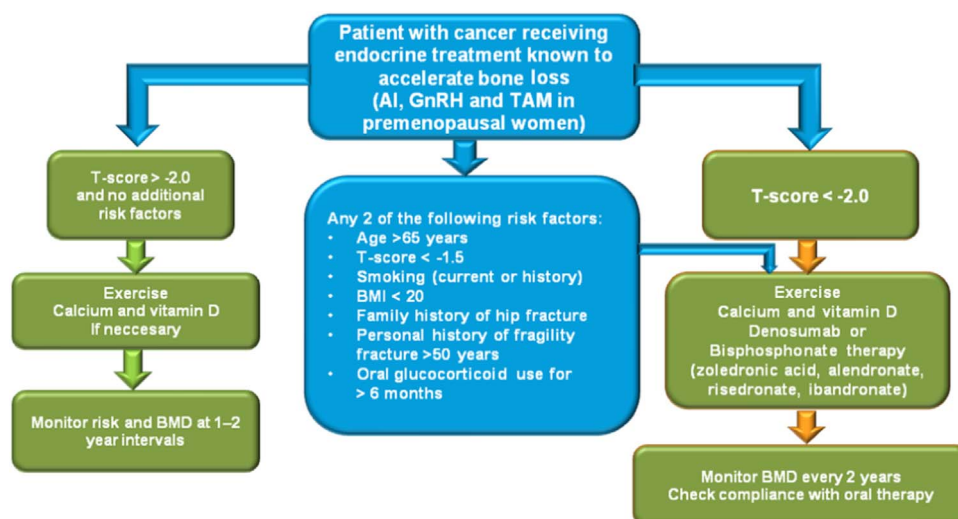 Patient with cancer receiving
endocrine treatment known to
accelerate bone loss
(AI, GnRH and TAM in
premenopausal women)
T-score > -2.0
and no additional
risk factors
Exercise
Calcium and vitamin D
If neccesary
Monitor risk and BMD at 1–2
year intervals
Any 2 of the following risk factors:
• Age >65 years
• T-score < -1.5
• Smoking (current or history)
• BMI < 20
• Family history of hip fracture
• Personal history of fragility
fracture >50 years
• Oral glucocorticoid use for
> 6 months
T-score < -2.0
Exercise
Calcium and vitamin D
Denosumab or
Bisphosphonate therapy
(zoledronic acid, alendronate,
risedronate, ibandronate)
Monitor BMD every 2 years
Check compliance with oral therapy